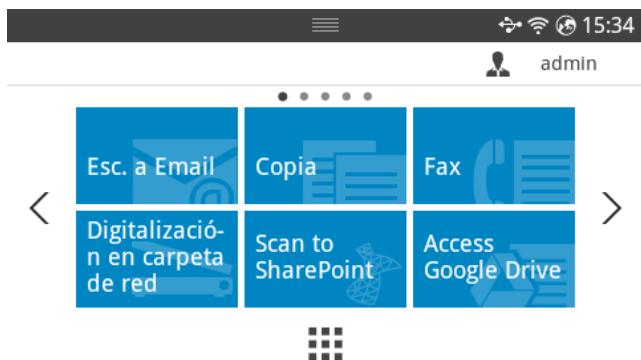 15:34
admin
Esc. a Email
Copia
Fax
Digitalizació-
n en carpeta
de red
Scan to
SharePoint
Access
Google Drive